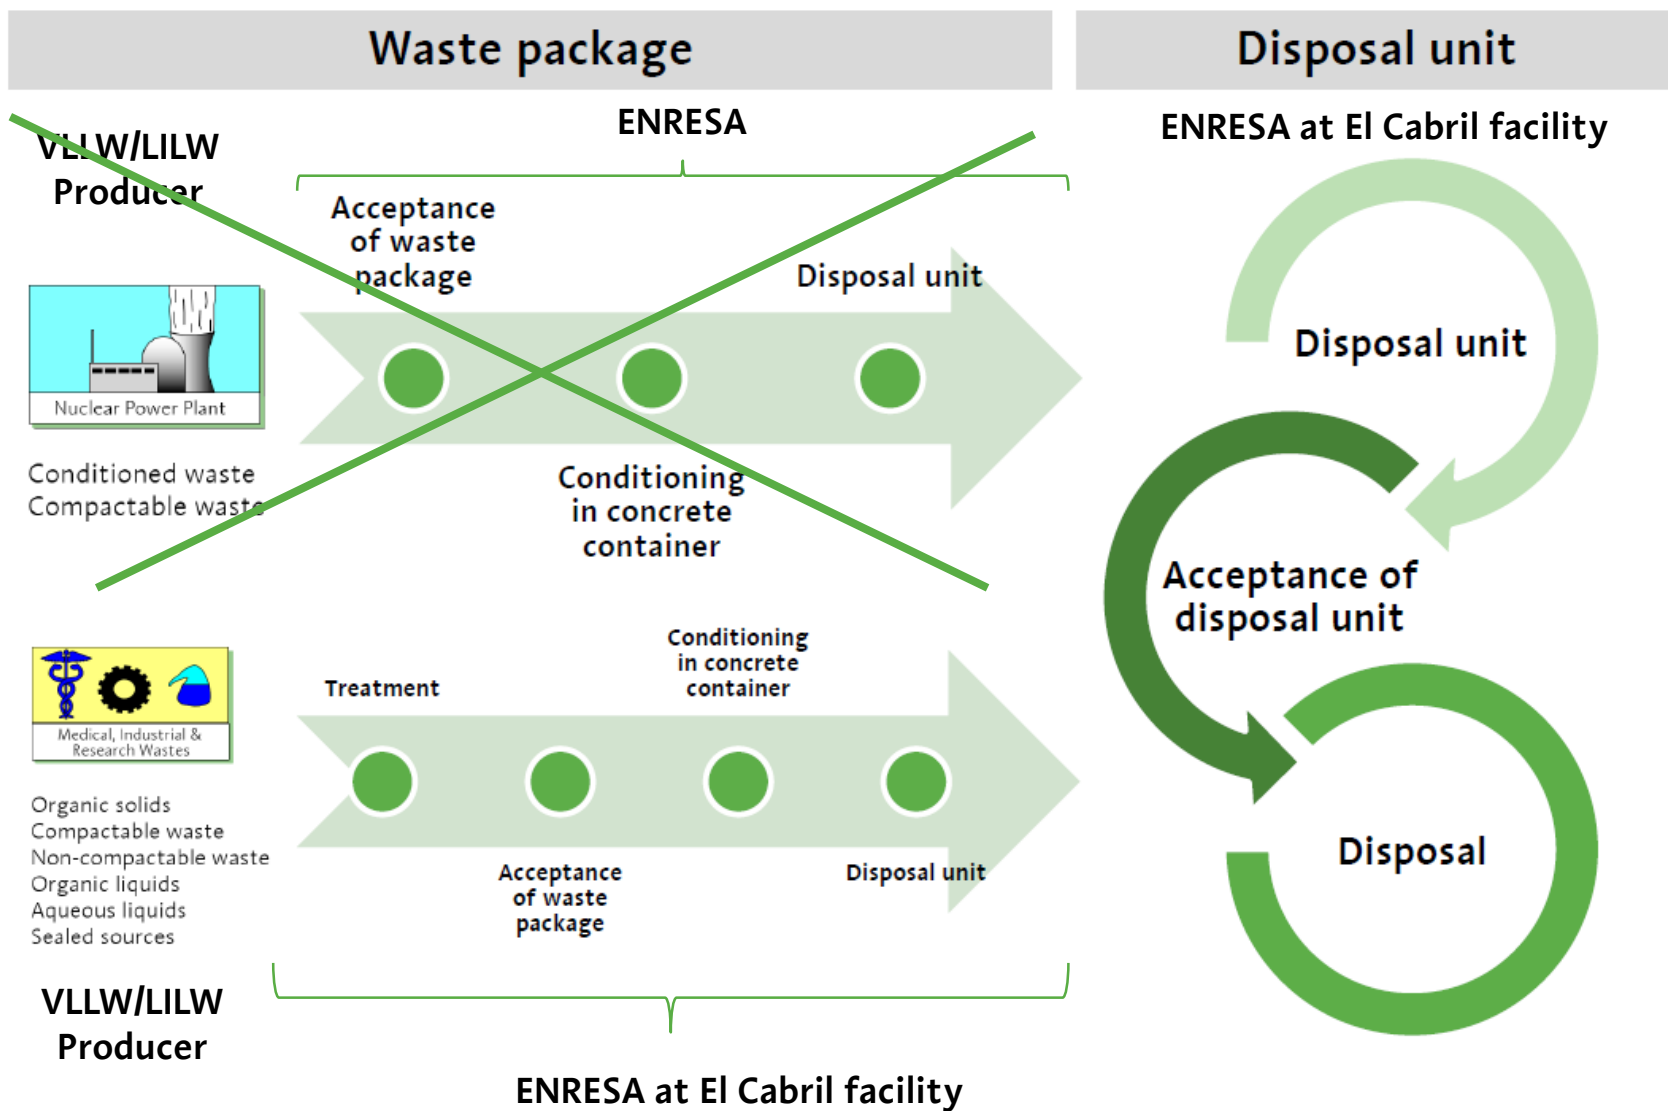 Waste package
Disposal unit
VLLW/LILW
Producer
ENRESA
ENRESA at El Cabril facility
Acceptance
of waste
package
Disposal unit
Nuclear Power Plant
Conditioned waste
Compactable waste
Conditioning
in concrete
container
Disposal unit
Acceptance of
disposal unit
Disposal
Medical, Industrial &
Research Wastes
Organic solids
Compactable waste
Non-compactable waste
Organic liquids
Aqueous liquids
Sealed sources
VLLW/LILW
Producer
Treatment
Acceptance
of waste
package
Conditioning
in concrete
container
Disposal unit
ENRESA at El Cabril facility